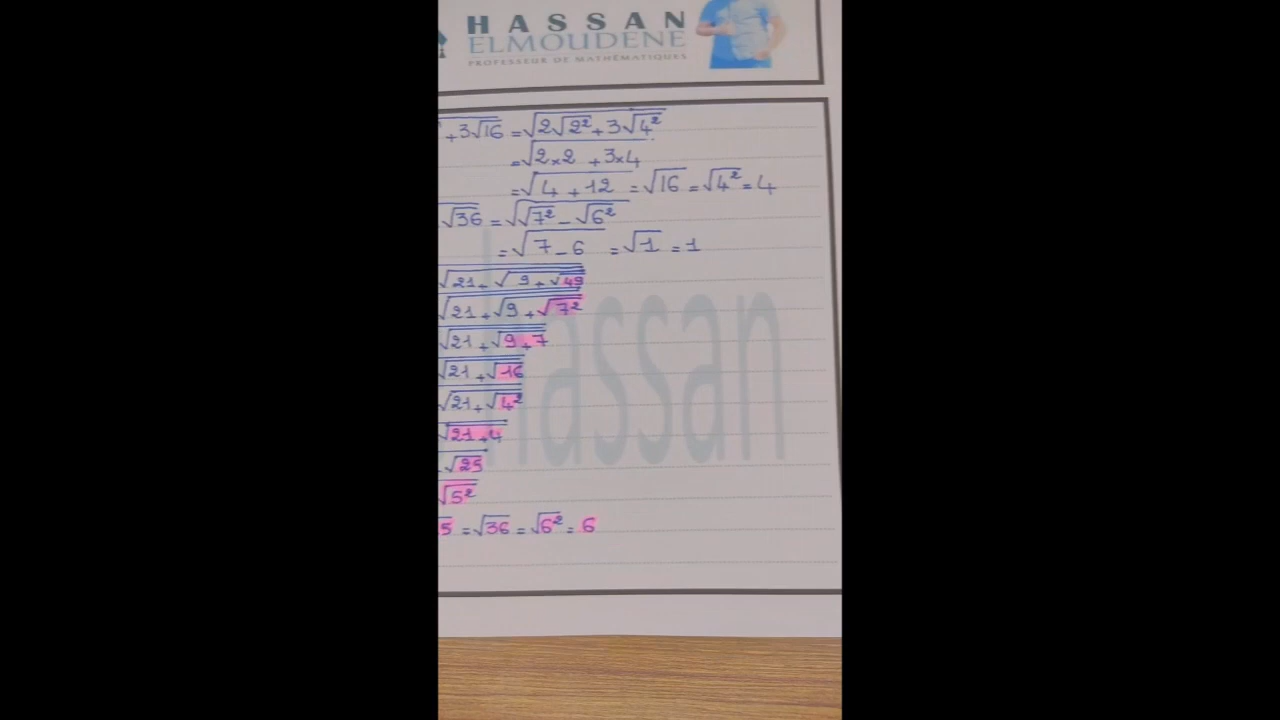 HASSAN
ELMOUDENE
PROFESSEUR DE MATHÉMATIQUES
+ 3√16 = √(2√2² + 3√4²)
= √(2×2 + 3×4)
= √(4 + 12) = √16 = √4² = 4
√36 = √(√7² - √6²)
= √(7 - 6) = √1 = 1
√(21 + √(9 + √49))
√(21 + √(9 + √7²))
√(21 + √(9 + 7))
√(21 + √16)
√(21 + √4²)
√(21 + 4)
√25
√5²
5 = √36 = √6² = 6
hassan